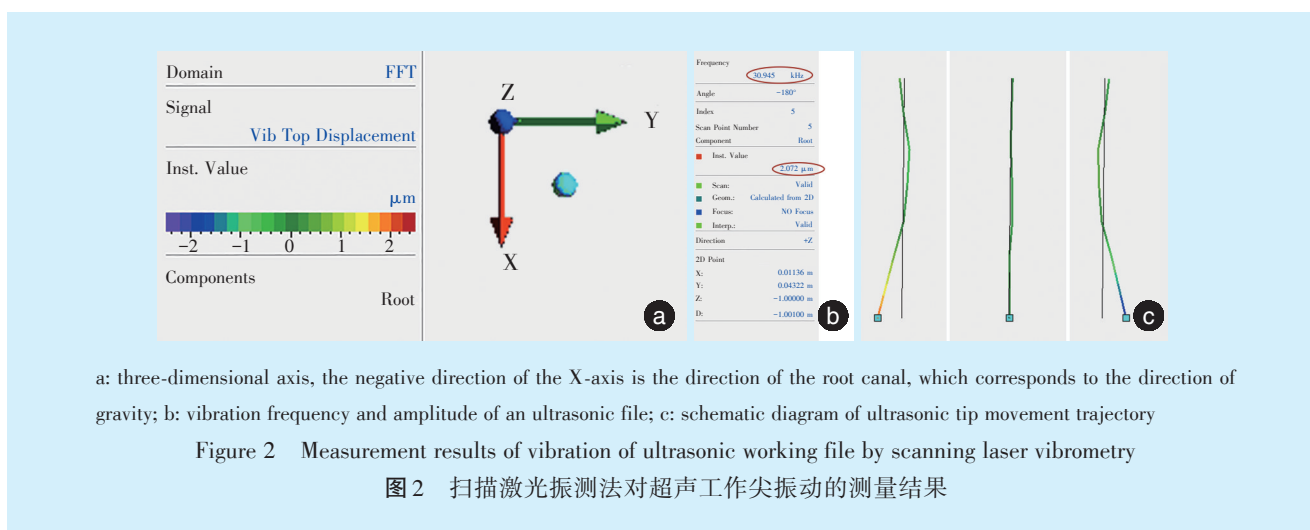 Domain FFT
Signal
Vib Top Displacement
Inst. Value
μm
−2 −1 0 1 2
Components
Root
Z
Y
X
a
Frequency
30.945 kHz
Angle −180°
Index 5
Scan Point Number 5
Component Root
Inst. Value
2.072 μm
Scan: Valid
Geom.: Calculated from 2D
Focus: NO Focus
Interp.: Valid
Direction +Z
2D Point
X: 0.01136 m
Y: 0.04322 m
Z: −1.00000 m
D: −1.00100 m
b
c
a: three-dimensional axis, the negative direction of the X-axis is the direction of the root canal, which corresponds to the direction of
gravity; b: vibration frequency and amplitude of an ultrasonic file; c: schematic diagram of ultrasonic tip movement trajectory
Figure 2 Measurement results of vibration of ultrasonic working file by scanning laser vibrometry
图2 扫描激光振测法对超声工作尖振动的测量结果